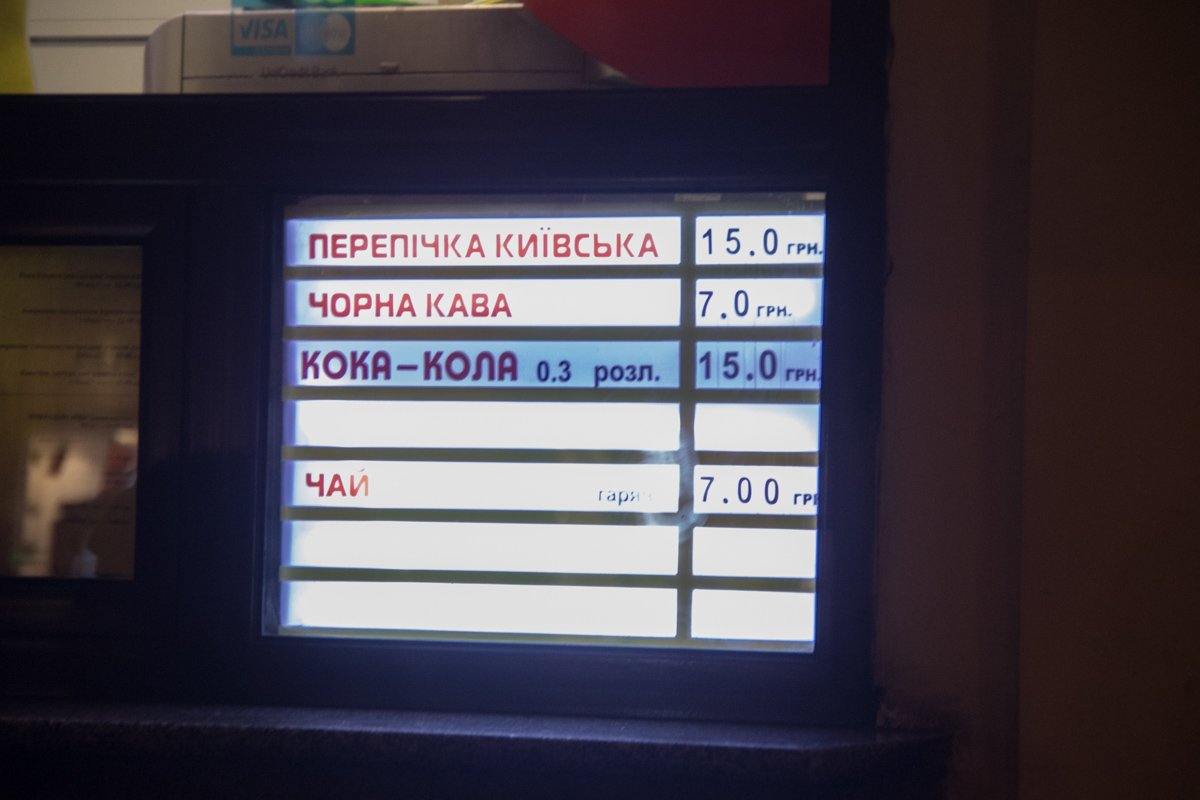 VISA
ПЕРЕПІЧКА КИЇВСЬКА 15.0 ГРН.
ЧОРНА КАВА 7.0 ГРН.
КОКА-КОЛА 0.3 розл. 15.0 ГРН.
ЧАЙ 7.00